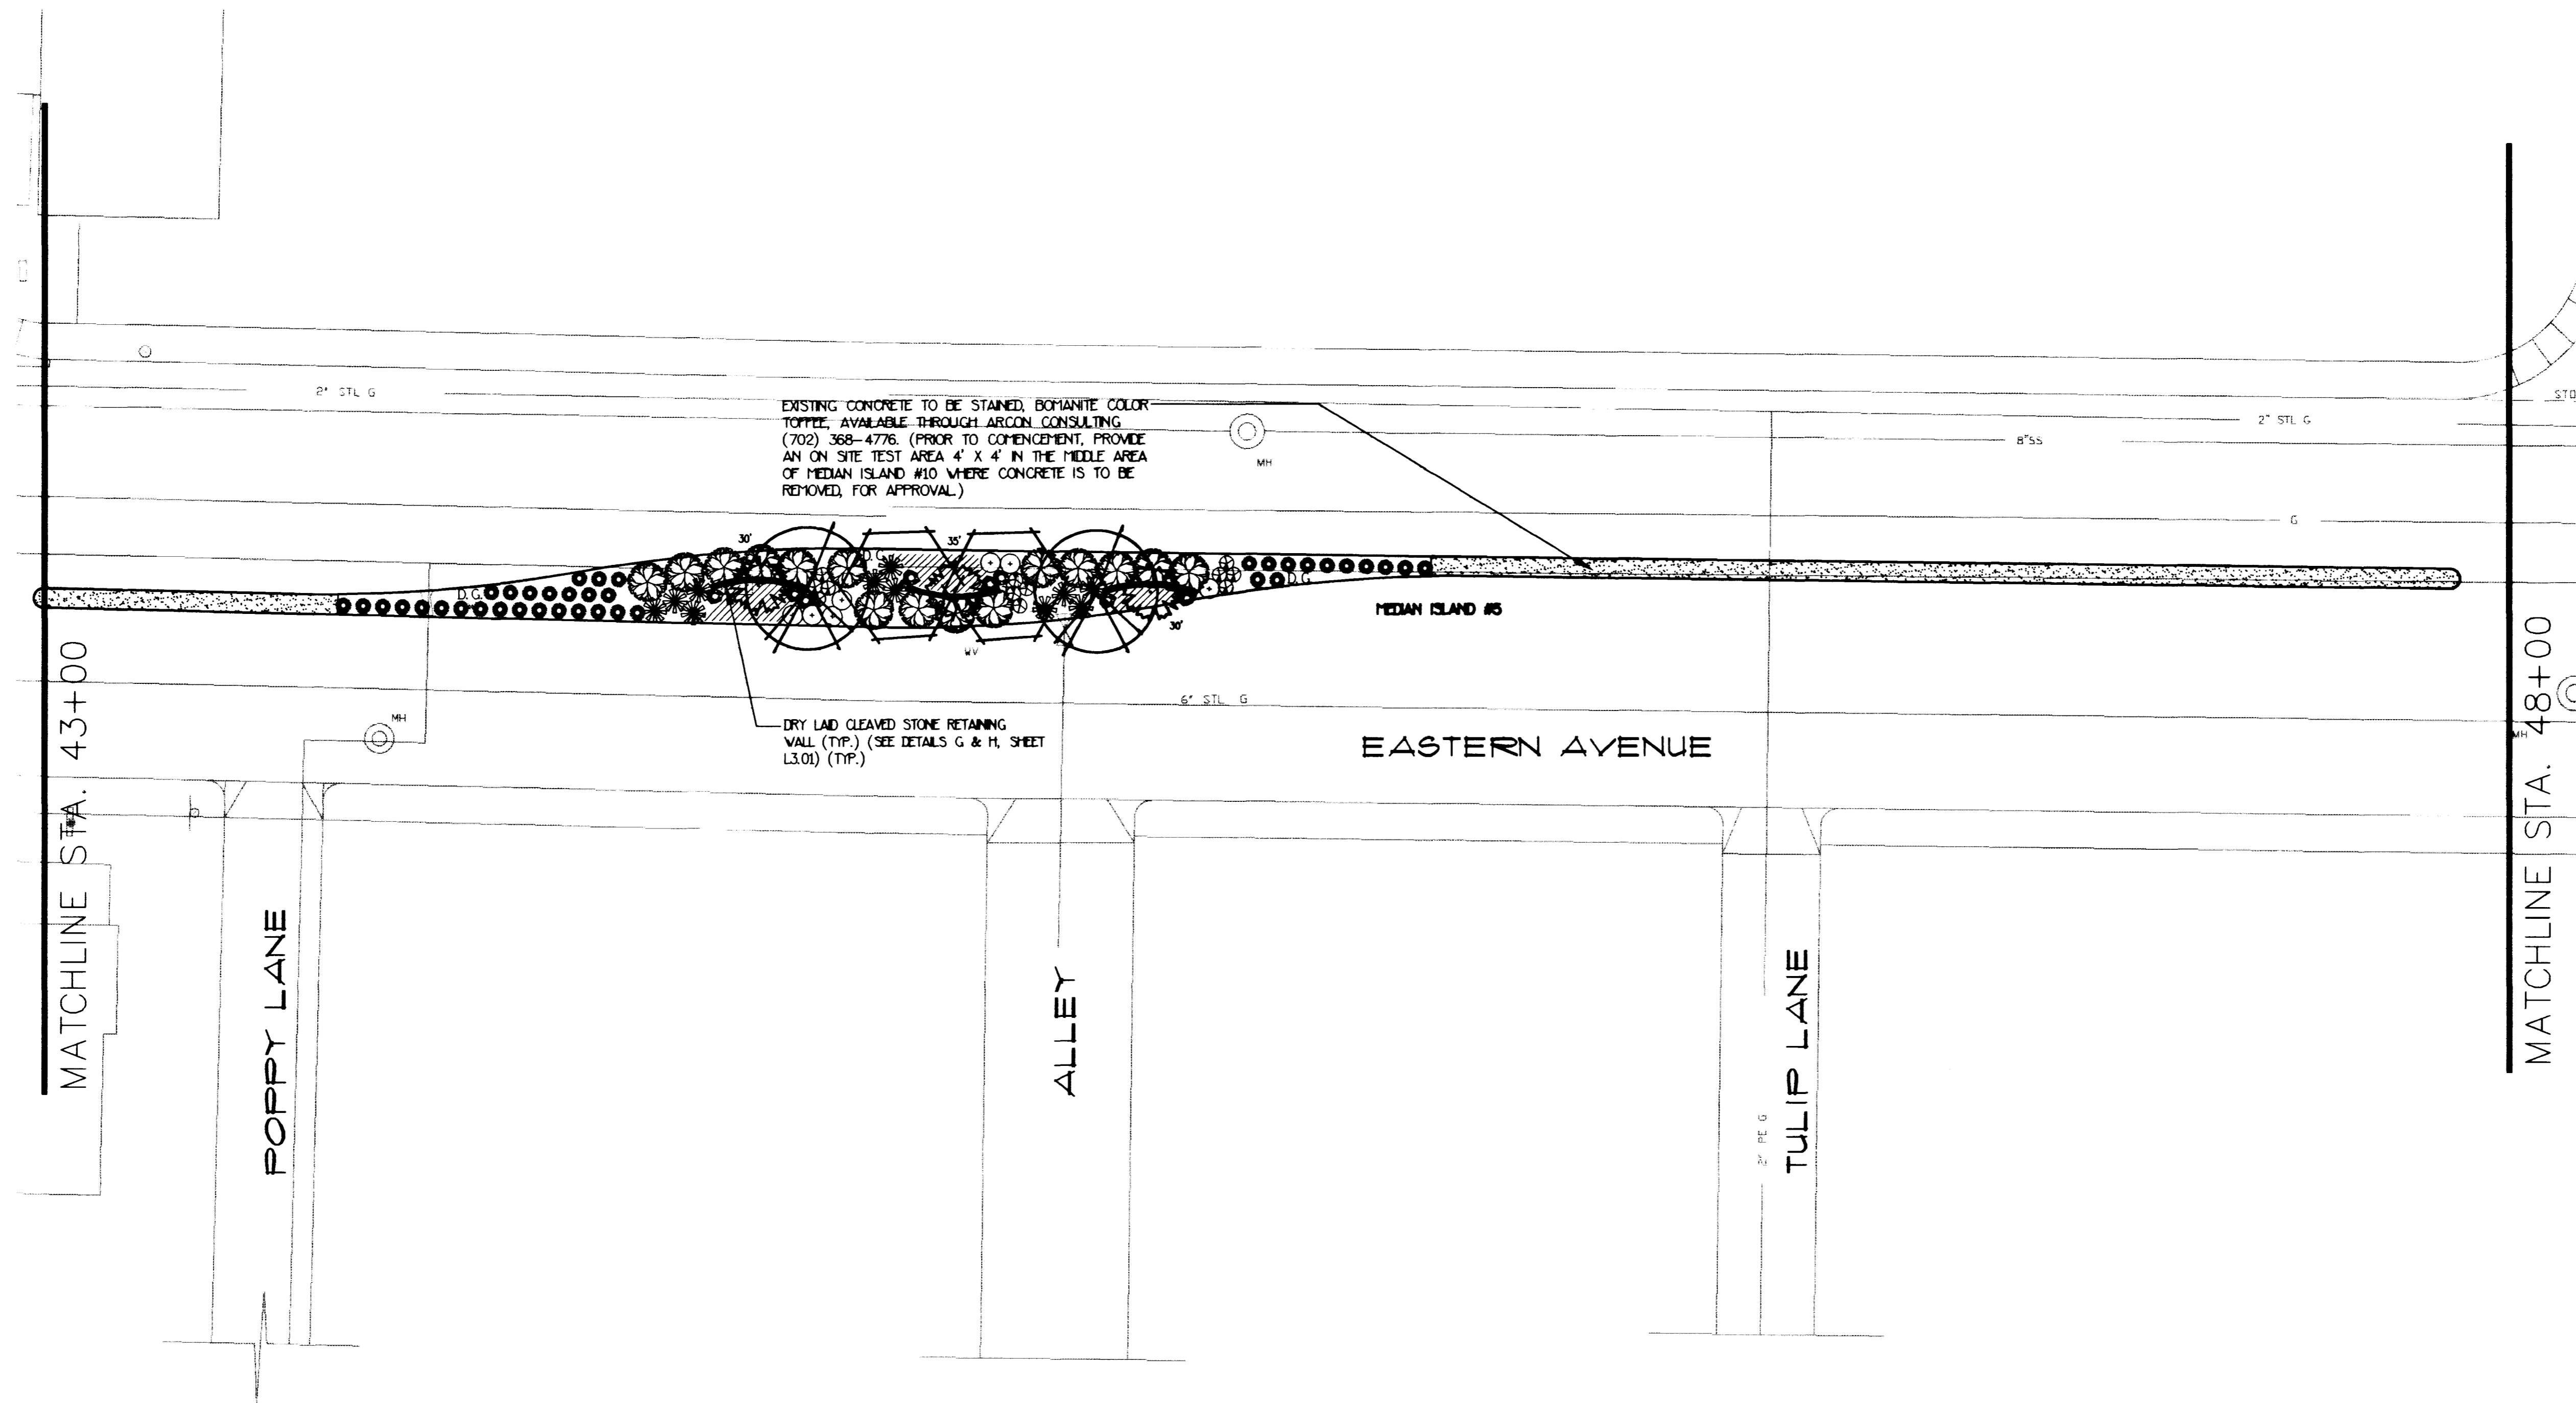 2" STL G
EXISTING CONCRETE TO BE STAINED, BOMANITE COLOR
TOFFEE, AVAILABLE THROUGH ARCON CONSULTING
(702) 368-4776. (PRIOR TO COMENCEMENT, PROVIDE
AN ON SITE TEST AREA 4' X 4' IN THE MIDDLE AREA
OF MEDIAN ISLAND #10 WHERE CONCRETE IS TO BE
REMOVED, FOR APPROVAL.)
MH
2" STL G
8"SS
STD
G
30'
35'
D.G.
D.G.
D.G.
30'
MEDIAN ISLAND #5
WV
6" STL G
MH
DRY LAID CLEAVED STONE RETAINING
WALL (TYP.) (SEE DETAILS G & H, SHEET
L3.01) (TYP.)
EASTERN AVENUE
MH
MATCHLINE STA. 43+00
MATCHLINE STA. 48+00
POPPY LANE
ALLEY
2" PE G
TULIP LANE